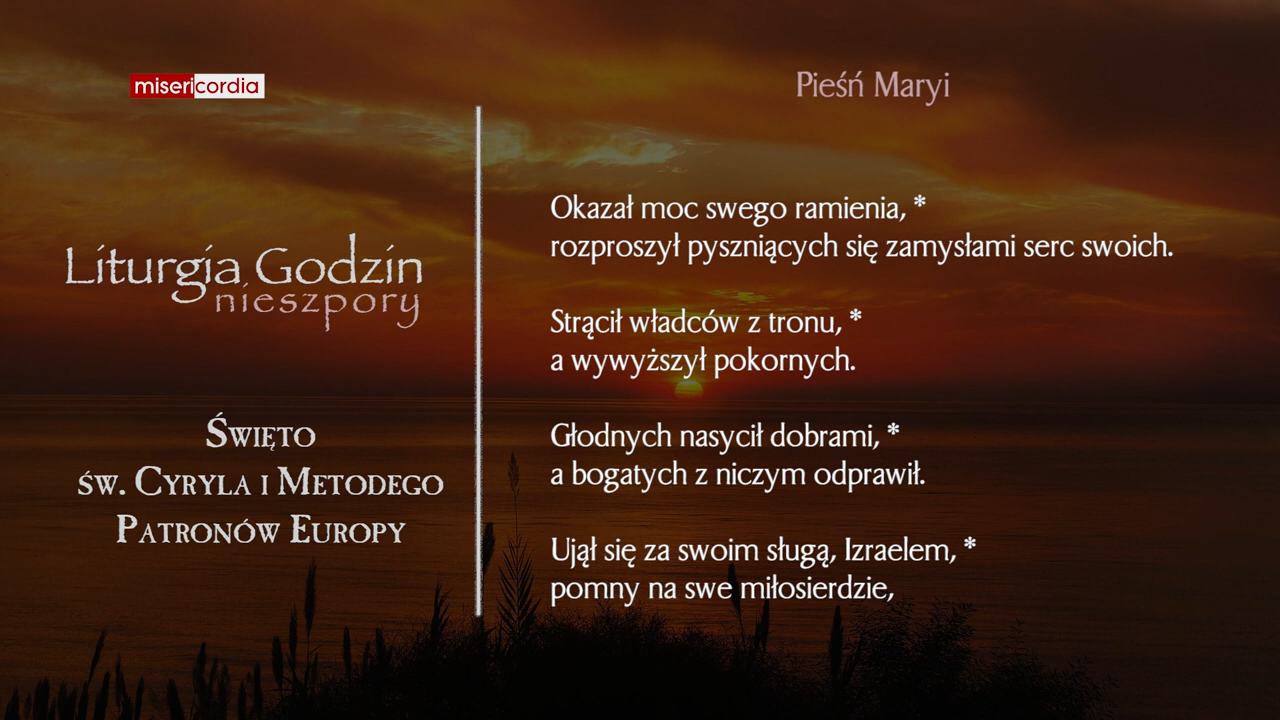 misericordia
Liturgia Godzin
nieszpory
Święto
św. Cyryla i Metodego
Patronów Europy
Pieśń Maryi
Okazał moc swego ramienia, *
rozproszył pyszniących się zamysłami serc swoich.
Strącił władców z tronu, *
a wywyższył pokornych.
Głodnych nasycił dobrami, *
a bogatych z niczym odprawił.
Ujął się za swoim sługą, Izraelem, *
pomny na swe miłosierdzie,